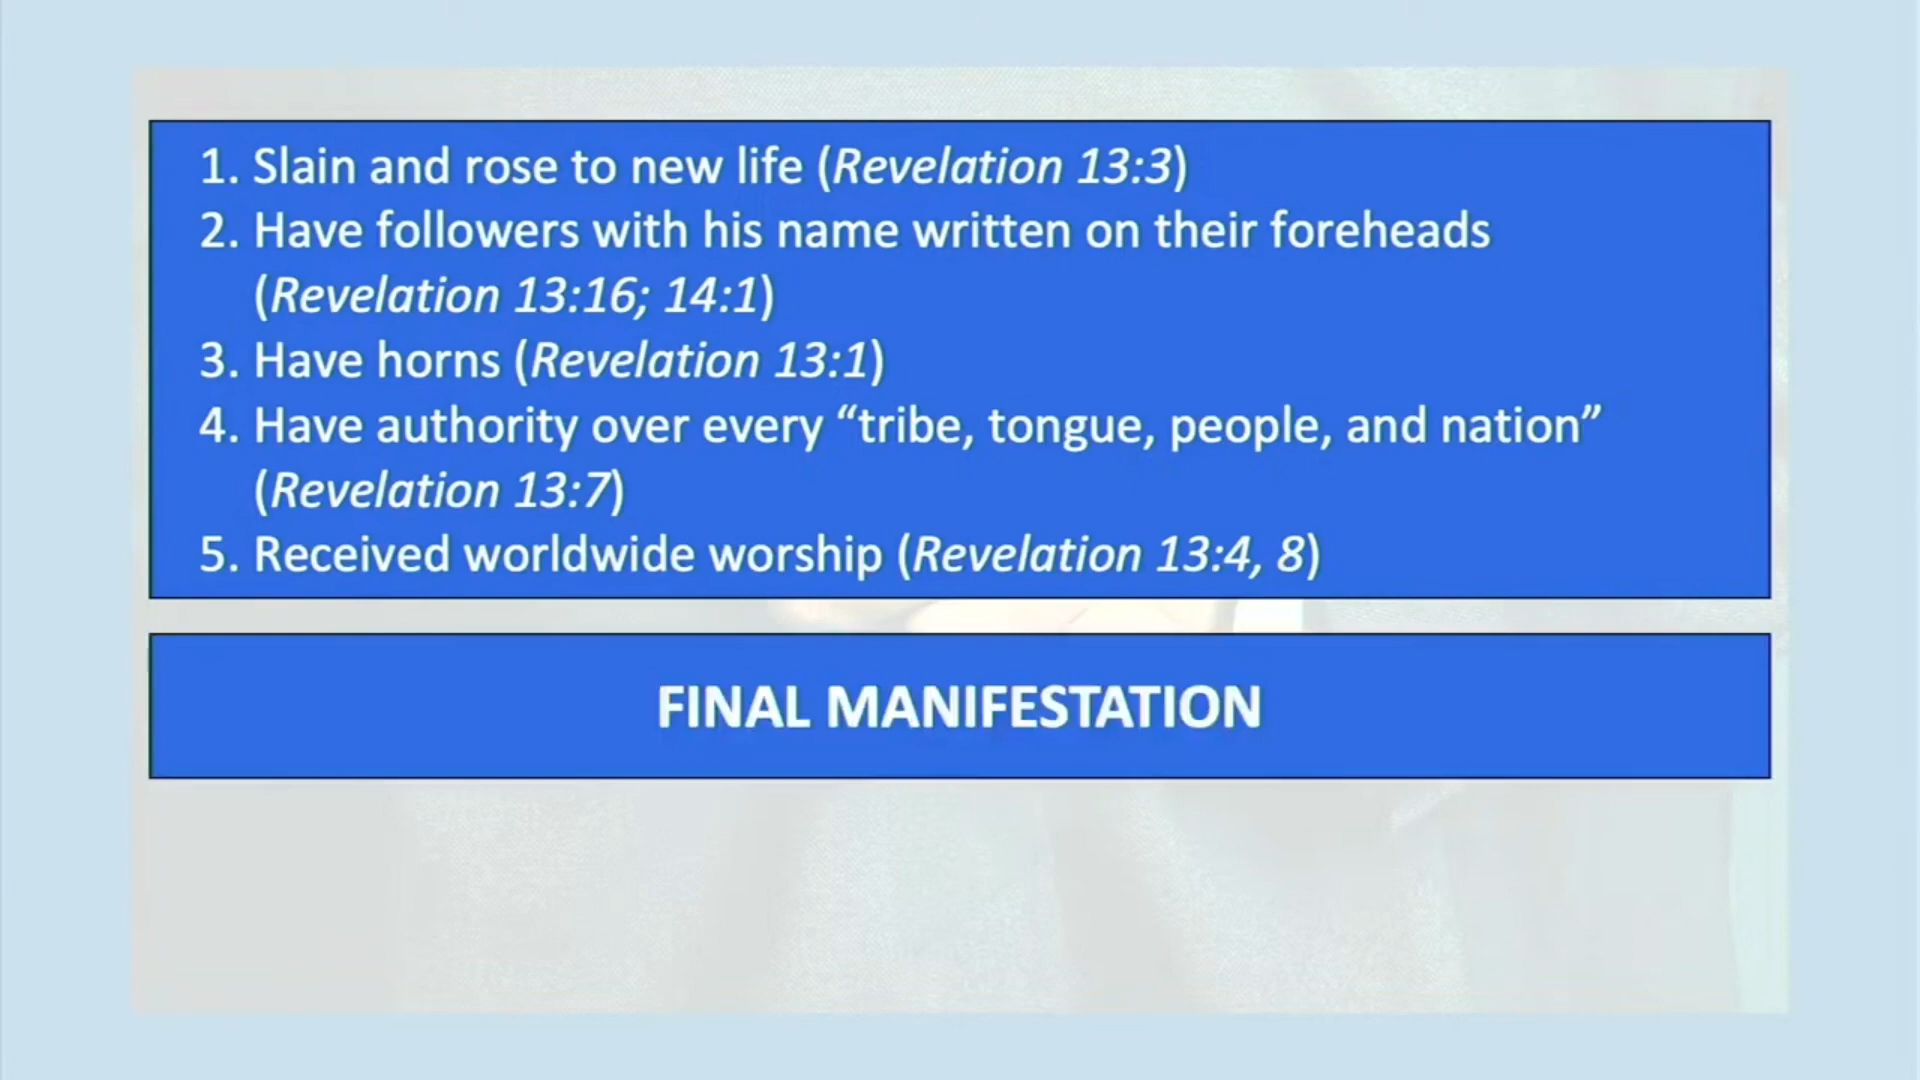 1. Slain and rose to new life (Revelation 13:3)
2. Have followers with his name written on their foreheads
(Revelation 13:16; 14:1)
3. Have horns (Revelation 13:1)
4. Have authority over every “tribe, tongue, people, and nation”
(Revelation 13:7)
5. Received worldwide worship (Revelation 13:4, 8)
FINAL MANIFESTATION